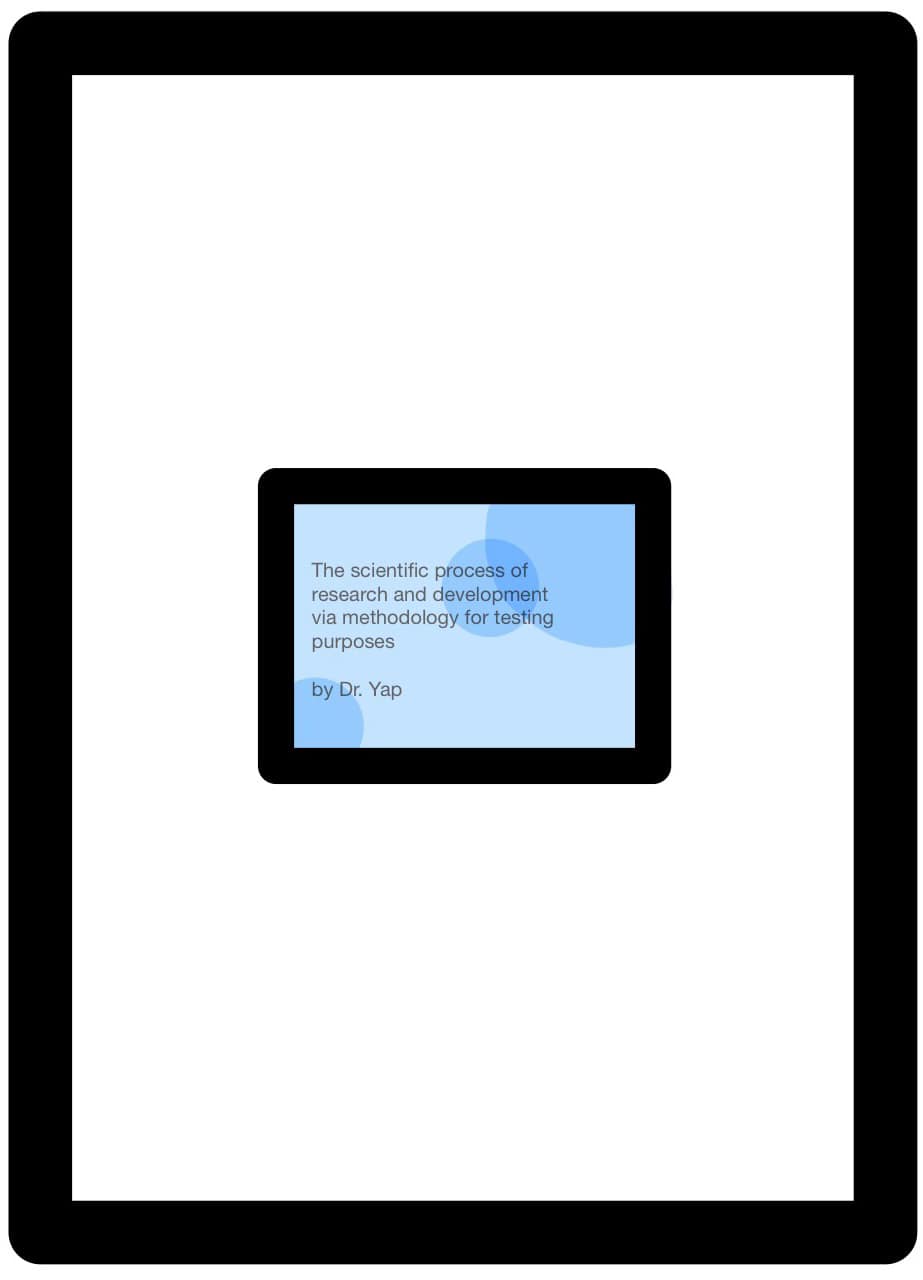 The scientific process of
research and development
via methodology for testing
purposes
by Dr. Yap